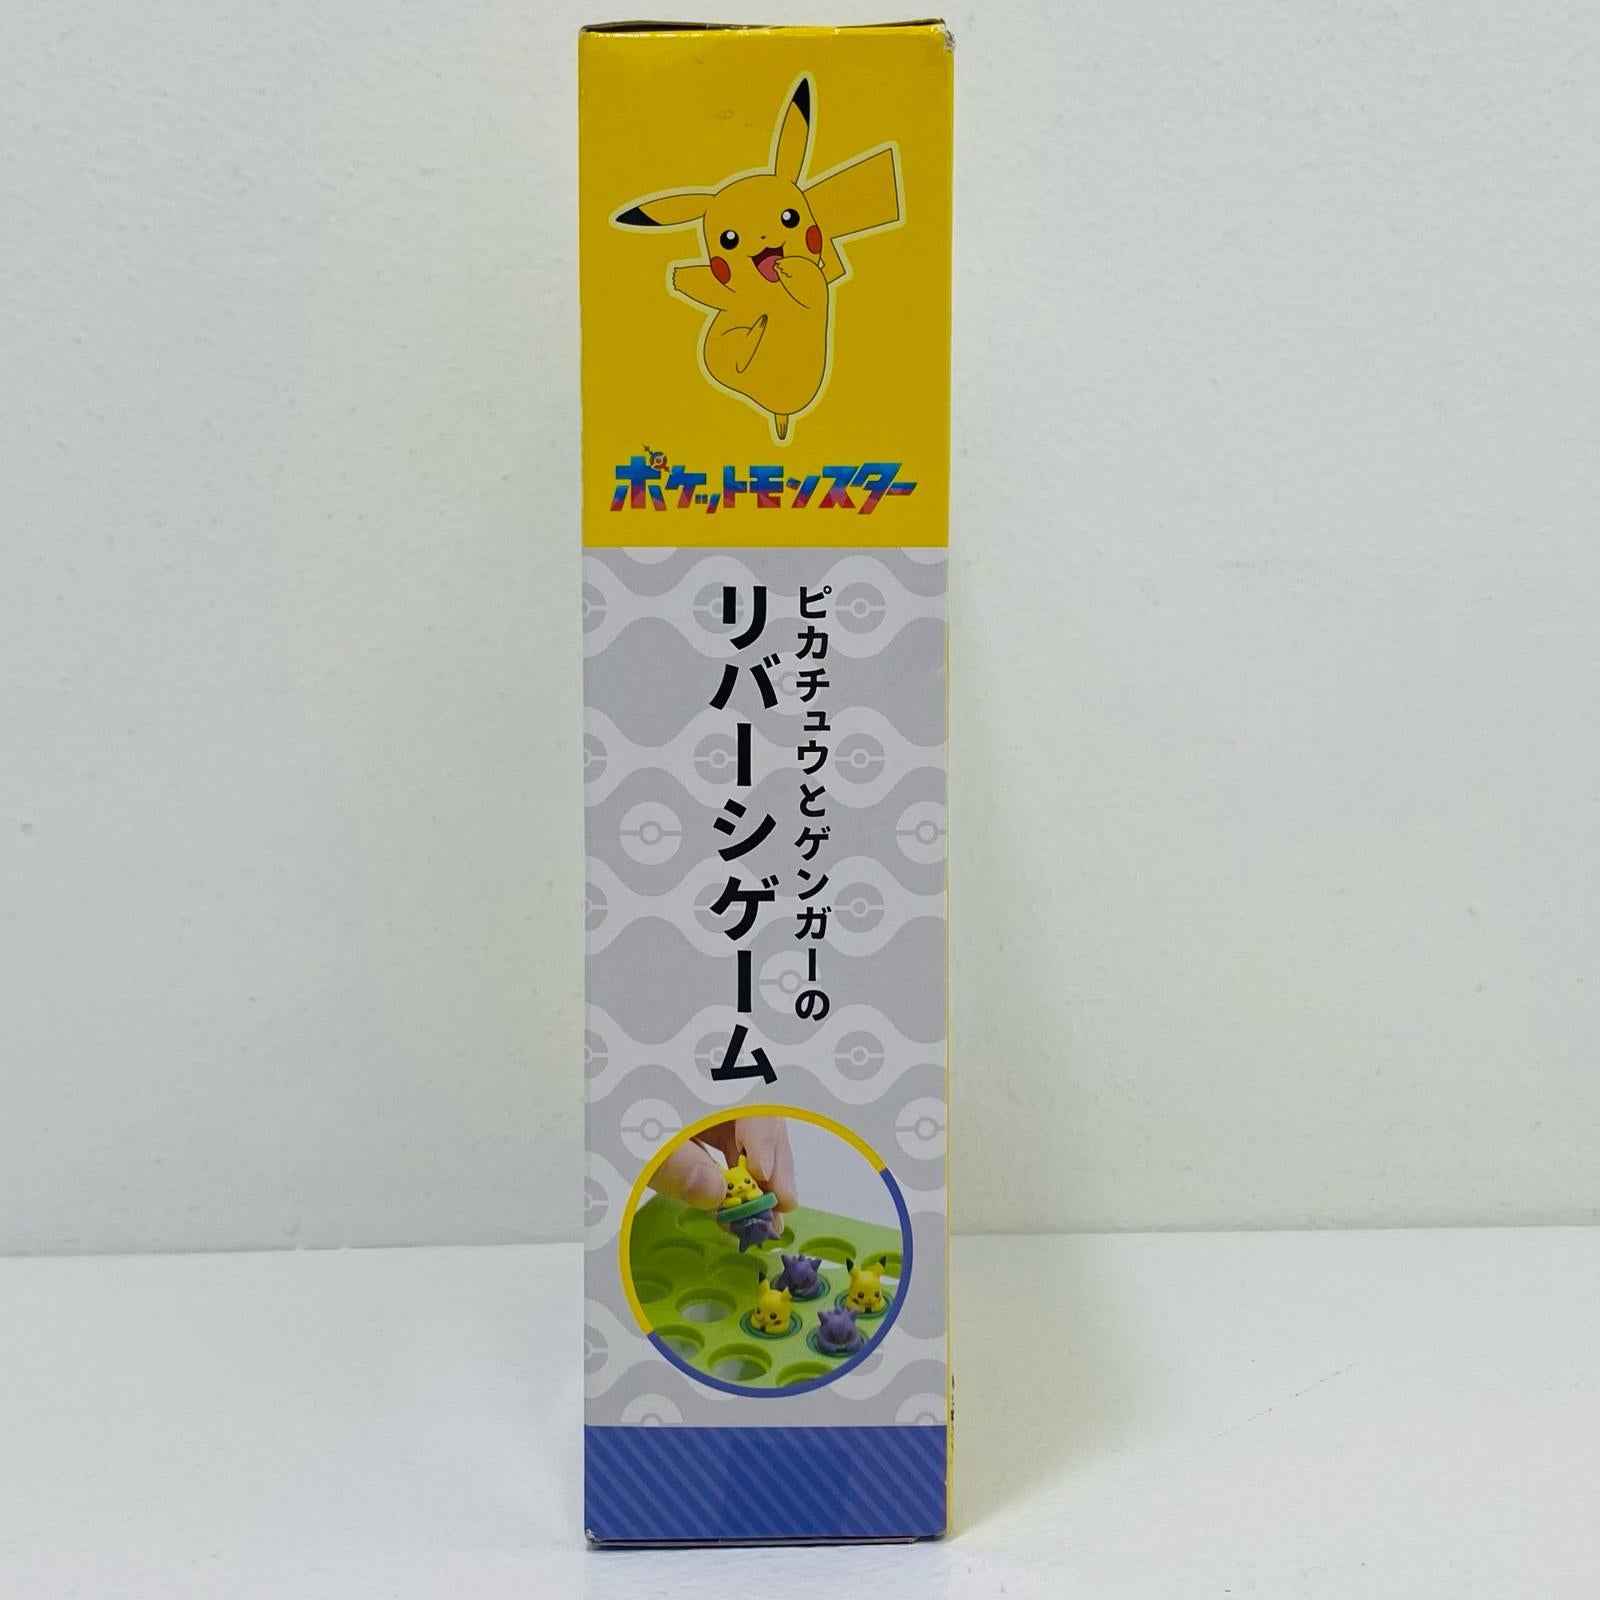 ポケットモンスター
ピカチュウとゲンガーの
リバーシゲーム